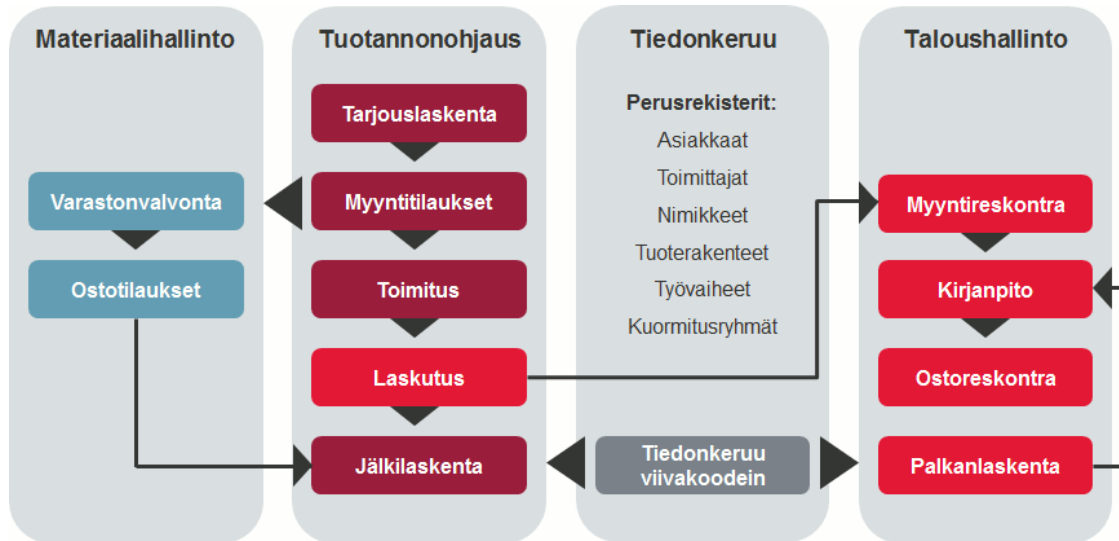 Materiaalihallinto
Varastonvalvonta
Ostotilaukset
Tuotannonohjaus
Tarjouslaskenta
Myyntitilaukset
Toimitus
Laskutus
Jälkilaskenta
Tiedonkeruu
Perusrekisterit:
Asiakkaat
Toimittajat
Nimikkeet
Tuoterakenteet
Työvaiheet
Kuormitusryhmät
Tiedonkeruu
viivakoodein
Taloushallinto
Myyntireskontra
Kirjanpito
Ostoreskontra
Palkanlaskenta